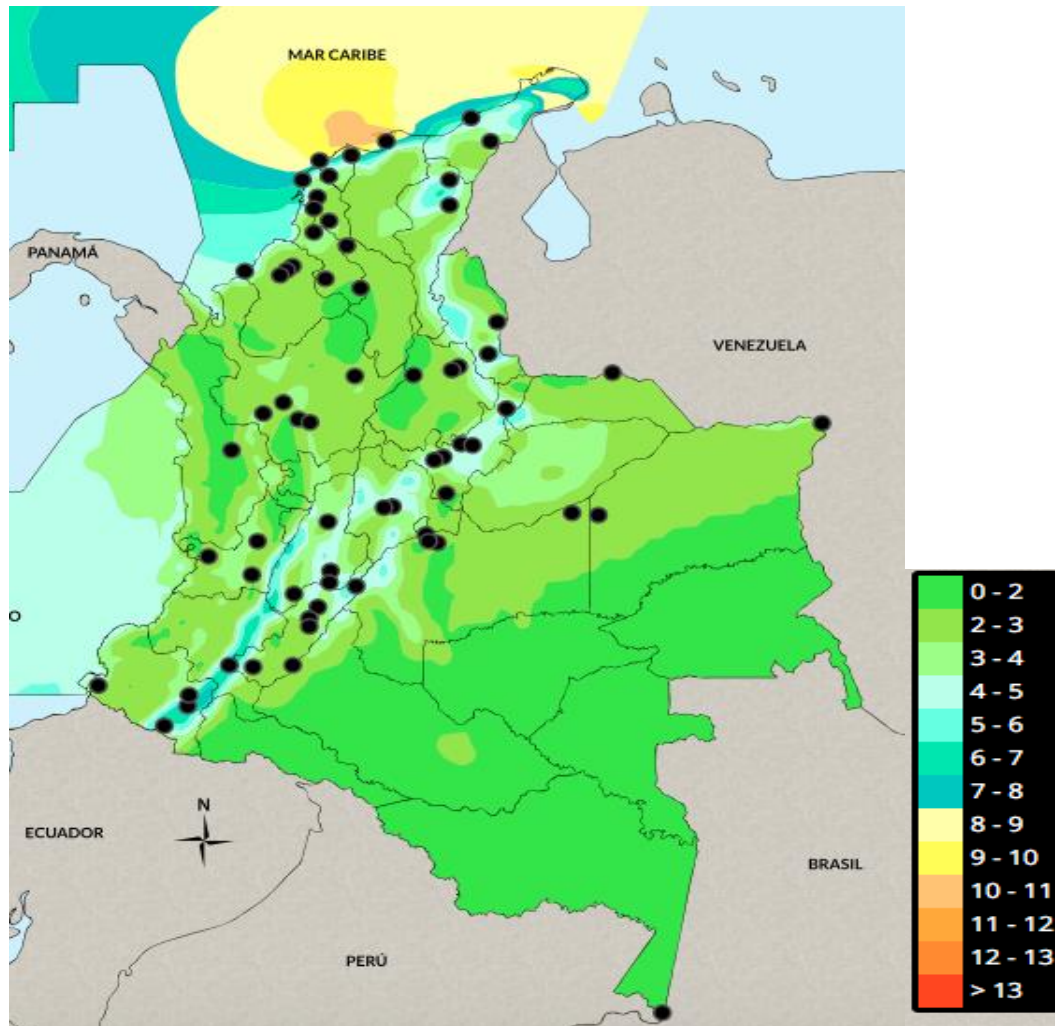 MAR CARIBE
PANAMÁ
VENEZUELA
O
N
ECUADOR
BRASIL
PERÚ
0 - 2
2 - 3
3 - 4
4 - 5
5 - 6
6 - 7
7 - 8
8 - 9
9 - 10
10 - 11
11 - 12
12 - 13
> 13